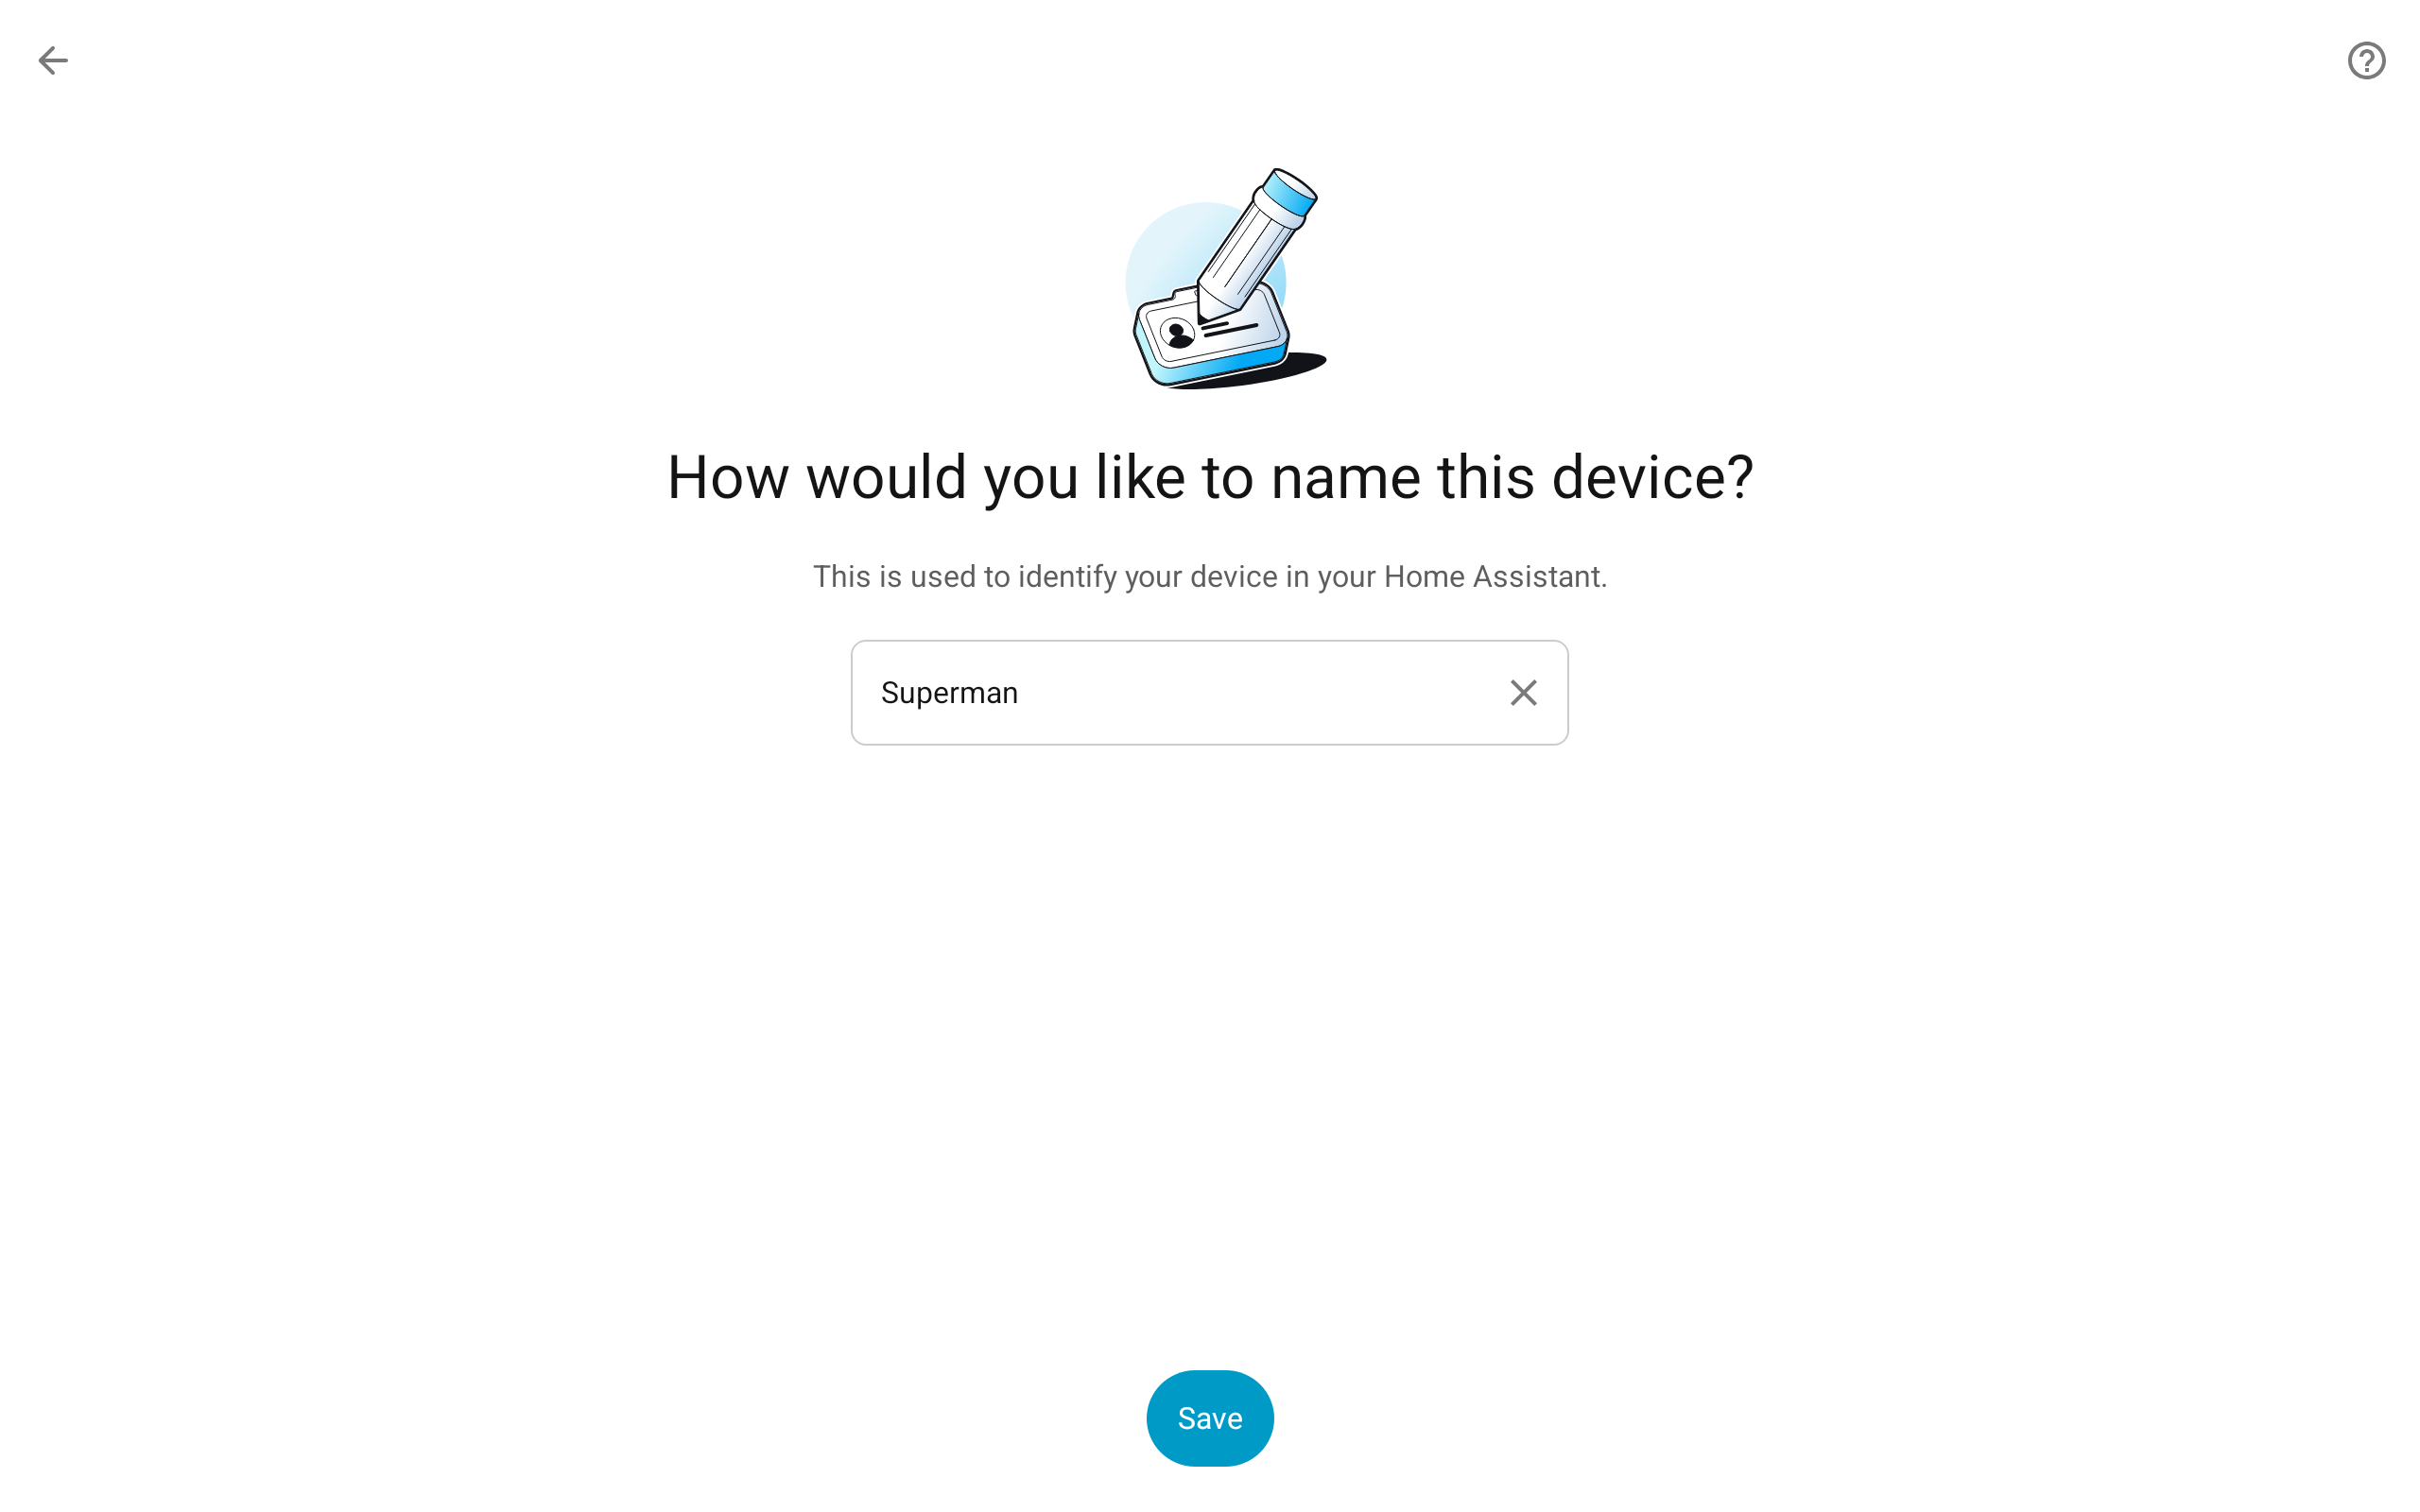 How would you like to name this device?
This is used to identify your device in your Home Assistant.
Superman
Save